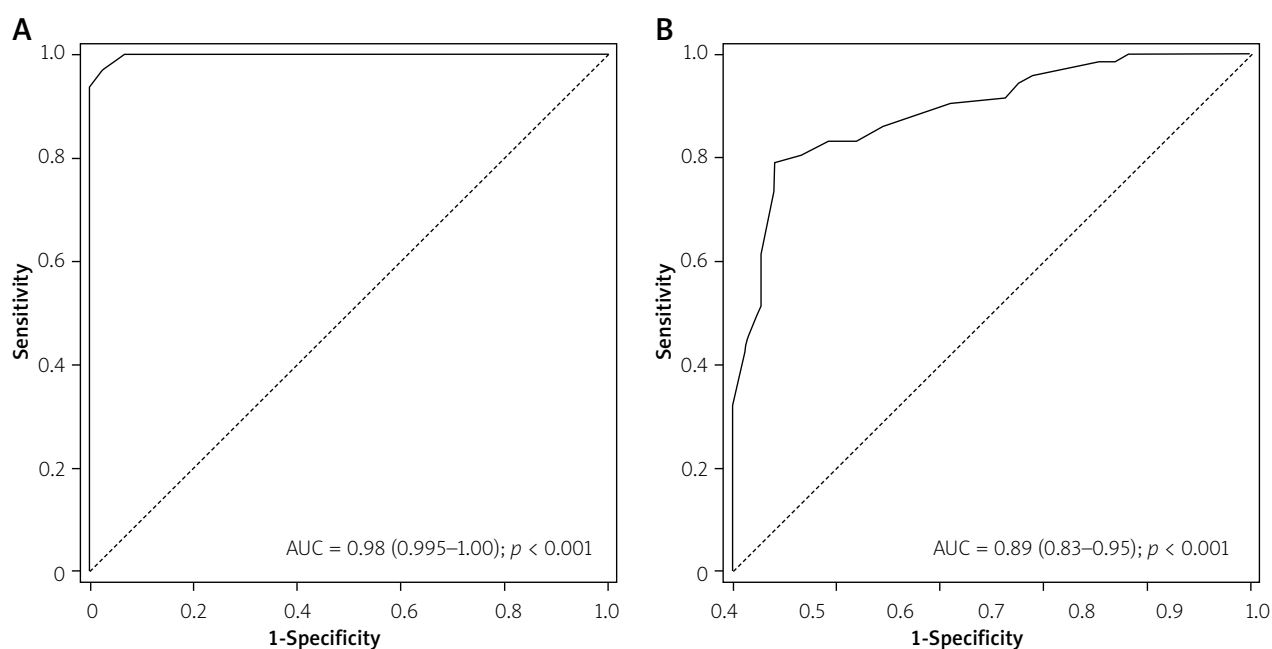 A
1.0
0.8
0.6
0.4
0.2
0
Sensitivity
AUC = 0.98 (0.995–1.00); p < 0.001
0 0.2 0.4 0.6 0.8 1.0
1-Specificity
B
1.0
0.8
0.6
0.4
0.2
0
Sensitivity
AUC = 0.89 (0.83–0.95); p < 0.001
0.4 0.5 0.6 0.7 0.8 0.9 1.0
1-Specificity